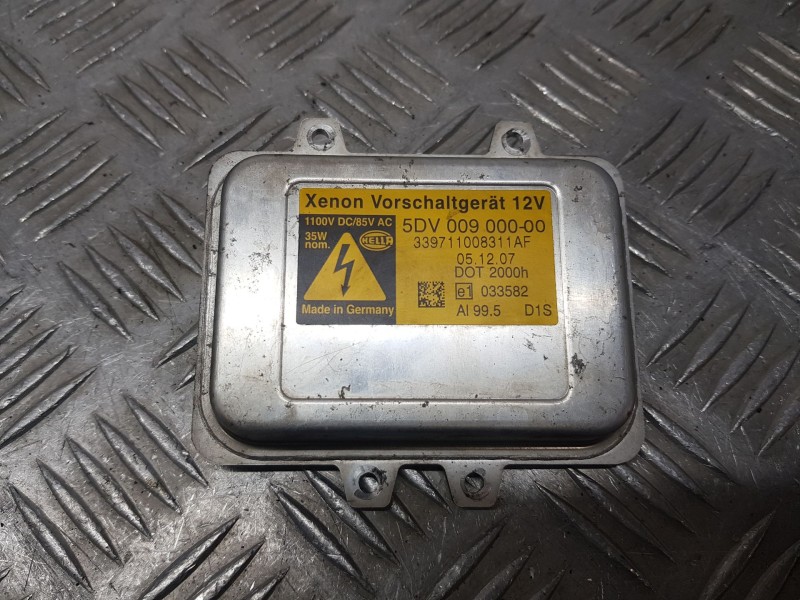 Xenon Vorschaltgerät 12V
1100V DC/85V AC
35W
nom.
HELLA
5DV 009 000-00
339711008311AF
05.12.07
DOT 2000h
e1 033582
Made in Germany
Al 99.5 D1S